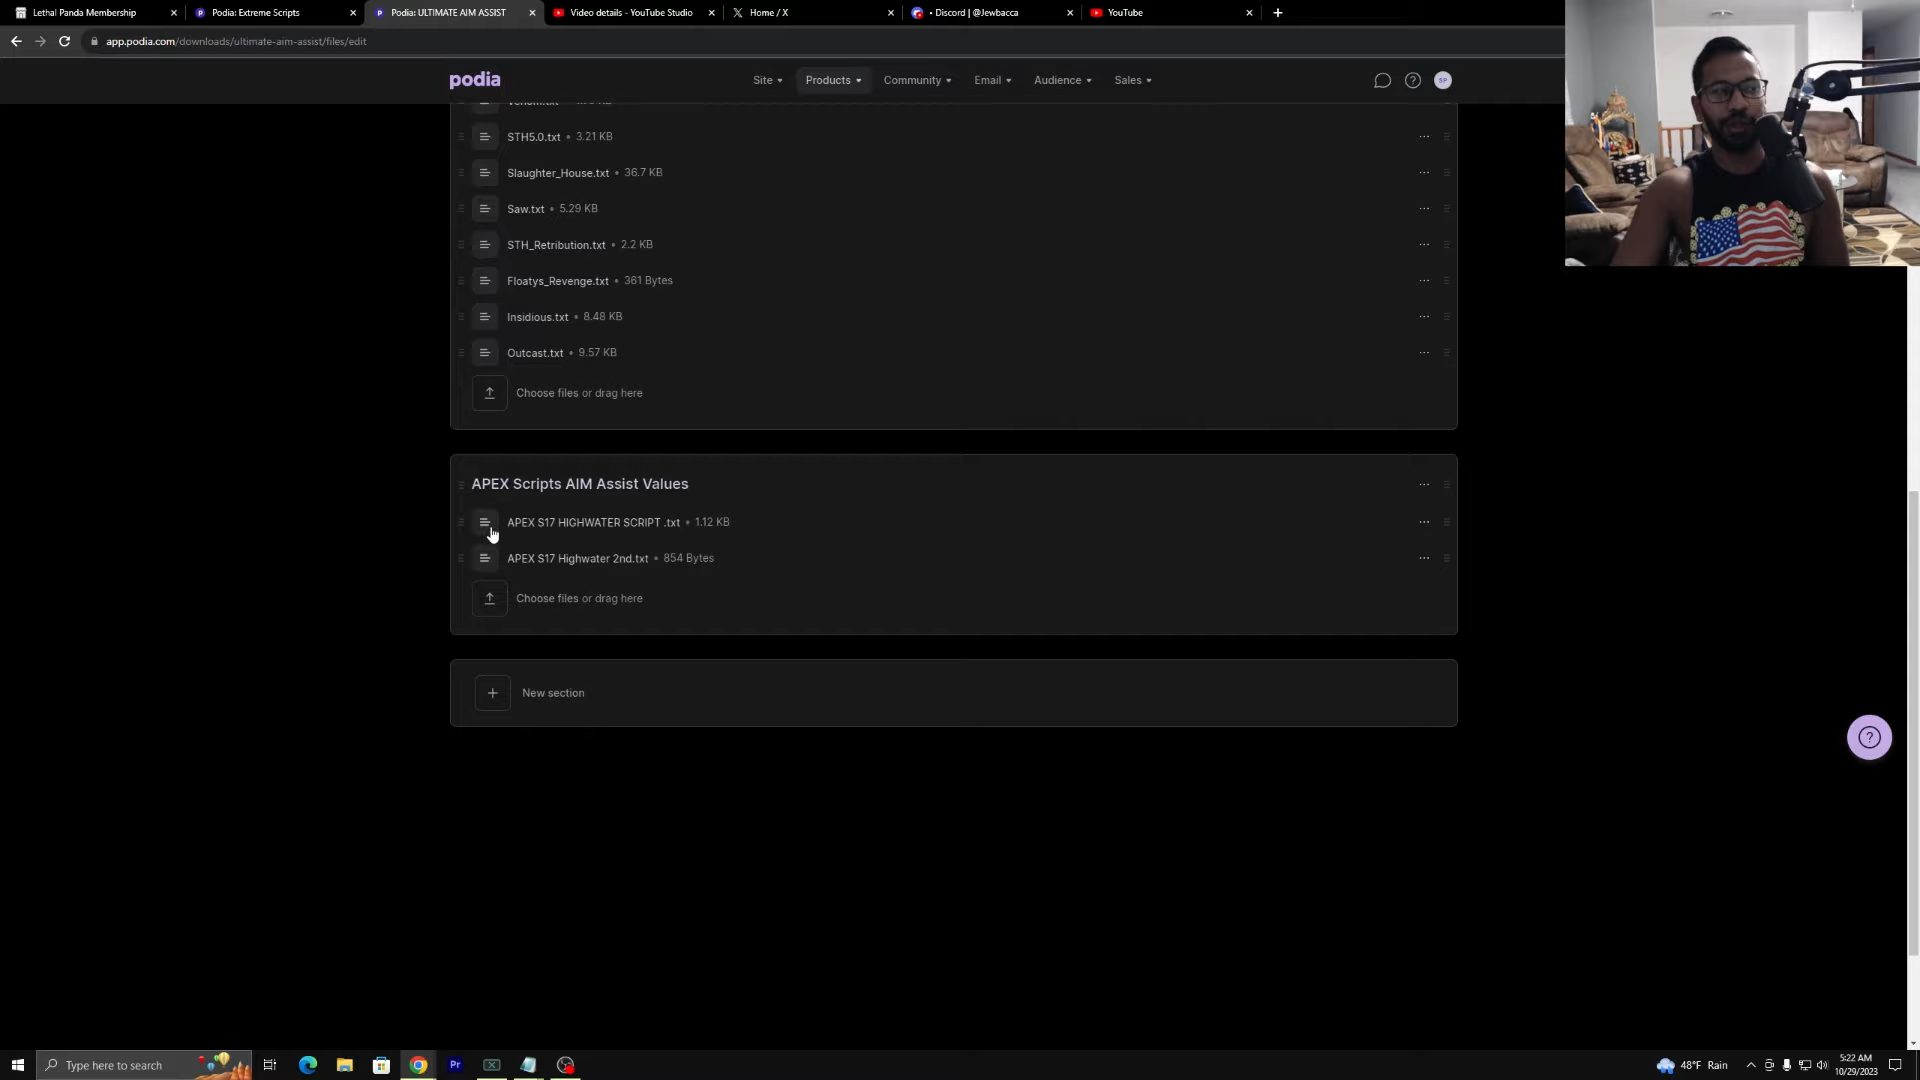 Lethal Panda Membership
Podia: Extreme Scripts
Podia: ULTIMATE AIM ASSIST
Video details - YouTube Studio
Home / X
• Discord | @Jewbacca
YouTube
app.podia.com/downloads/ultimate-aim-assist/files/edit
podia
Site
Products
Community
Email
Audience
Sales
SP
STH5.0.txt • 3.21 KB
Slaughter_House.txt • 36.7 KB
Saw.txt • 5.29 KB
STH_Retribution.txt • 2.2 KB
Floatys_Revenge.txt • 361 Bytes
Insidious.txt • 8.48 KB
Outcast.txt • 9.57 KB
Choose files or drag here
APEX Scripts AIM Assist Values
APEX S17 HIGHWATER SCRIPT .txt • 1.12 KB
APEX S17 Highwater 2nd.txt • 854 Bytes
Choose files or drag here
New section
Type here to search
Pr
48°F Rain
5:22 AM
10/29/2023